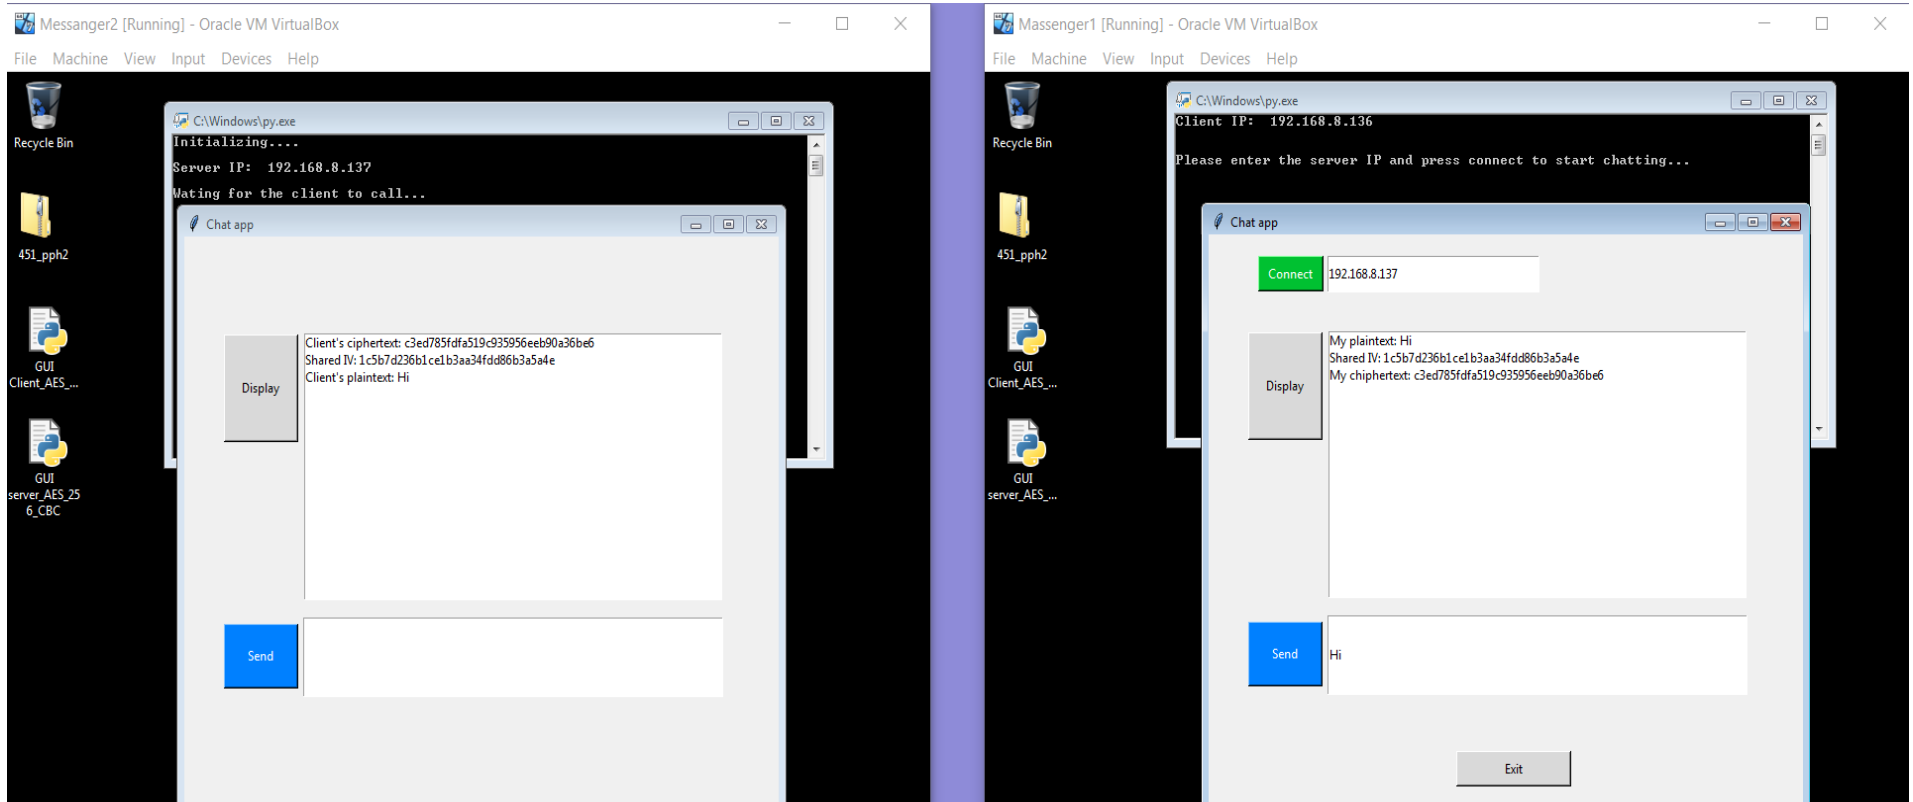 Messanger2 [Running] - Oracle VM VirtualBox
File Machine View Input Devices Help
Recycle Bin
451_pph2
GUI
Client_AES_...
GUI
server_AES_25
6_CBC
C:\Windows\py.exe
Initializing....
Server IP: 192.168.8.137
Wating for the client to call...
Chat app
Display
Client's ciphertext: c3ed785fdfa519c935956eeb90a36be6
Shared IV: 1c5b7d236b1ce1b3aa34fdd86b3a5a4e
Client's plaintext: Hi
Send
Massenger1 [Running] - Oracle VM VirtualBox
File Machine View Input Devices Help
Recycle Bin
451_pph2
GUI
Client_AES_...
GUI
server_AES_...
C:\Windows\py.exe
Client IP: 192.168.8.136
Please enter the server IP and press connect to start chatting...
Chat app
Connect 192.168.8.137
Display
My plaintext: Hi
Shared IV: 1c5b7d236b1ce1b3aa34fdd86b3a5a4e
My chiphertext: c3ed785fdfa519c935956eeb90a36be6
Send Hi
Exit